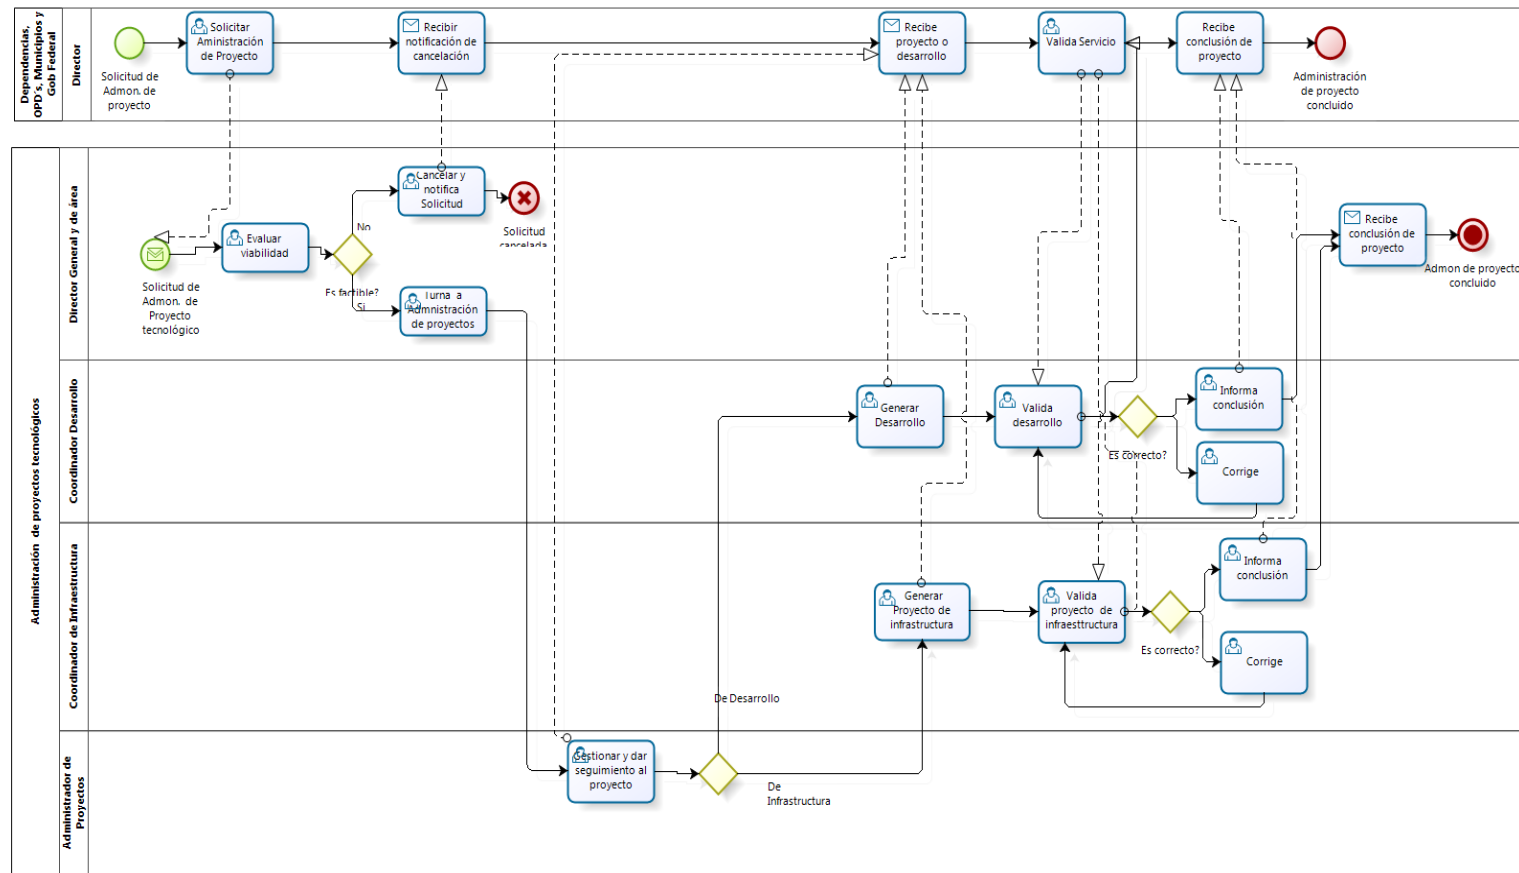 Dependencias,
OPD´s, Municipios y
Gob Federal
Director
Solicitud de
Admon. de
proyecto
Solicitar
Aministración
de Proyecto
Recibir
notificación de
cancelación
Recibe
proyecto o
desarrollo
Valida Servicio
Recibe
conclusión de
proyecto
Administración
de proyecto
concluido
Administración de proyectos tecnológicos
Director General y de área
Solicitud de
Admon. de
Proyecto
tecnológico
Evaluar
viabilidad
No
Es factible?
Si
Cancelar y
notifica
Solicitud
Solicitud
cancelada
Turna a
Admnistración
de proyectos
Recibe
conclusión de
proyecto
Admon de proyecto
concluido
Coordinador Desarrollo
Generar
Desarrollo
Valida
desarrollo
Es correcto?
Informa
conclusión
Corrige
Coordinador de Infrastructura
Generar
Proyecto de
infrastructura
Valida
proyecto de
infraesttructura
Es correcto?
Informa
conclusión
Corrige
De Desarrollo
Administrador de
Proyectos
Gestionar y dar
seguimiento al
proyecto
De
Infrastructura